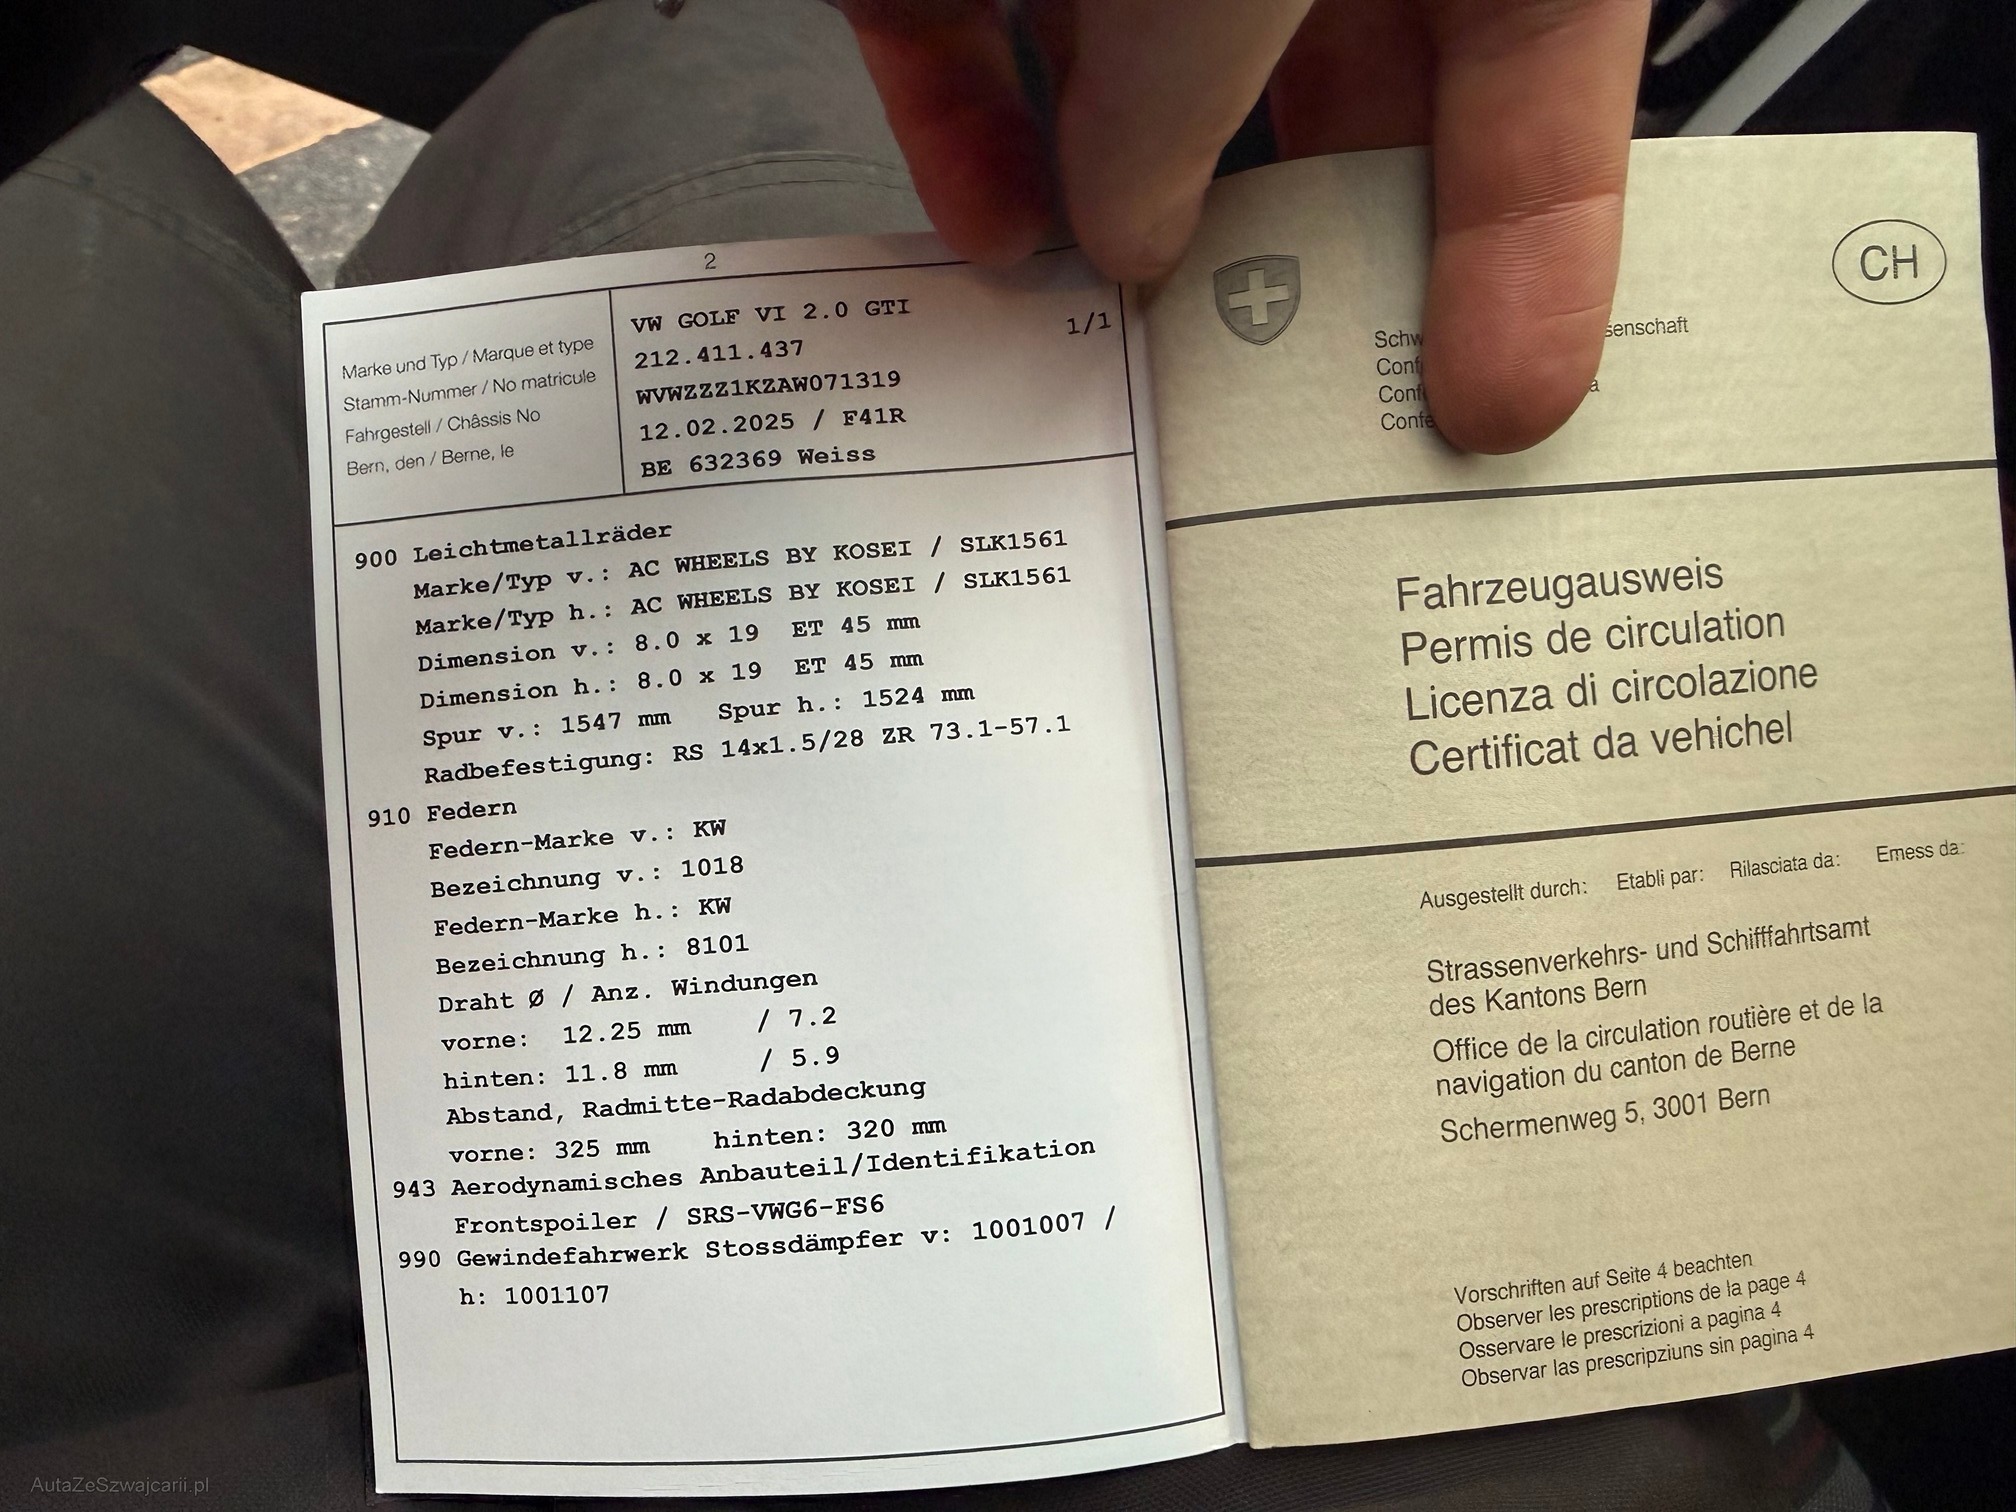 2
Marke und Typ / Marque et type
Stamm-Nummer / No matricule
Fahrgestell / Châssis No
Bern, den / Berne, le
VW GOLF VI 2.0 GTI
1/1
212.411.437
WVWZZZ1KZAW071319
12.02.2025 / F41R
BE 632369 Weiss
900 Leichtmetallräder
Marke/Typ v.: AC WHEELS BY KOSEI / SLK1561
Marke/Typ h.: AC WHEELS BY KOSEI / SLK1561
Dimension v.: 8.0 x 19 ET 45 mm
Dimension h.: 8.0 x 19 ET 45 mm
Spur v.: 1547 mm Spur h.: 1524 mm
Radbefestigung: RS 14x1.5/28 ZR 73.1-57.1
910 Federn
Federn-Marke v.: KW
Bezeichnung v.: 1018
Federn-Marke h.: KW
Bezeichnung h.: 8101
Draht Ø / Anz. Windungen
vorne: 12.25 mm / 7.2
hinten: 11.8 mm / 5.9
Abstand, Radmitte-Radabdeckung
vorne: 325 mm hinten: 320 mm
943 Aerodynamisches Anbauteil/Identifikation
Frontspoiler / SRS-VWG6-FS6
990 Gewindefahrwerk Stossdämpfer v: 1001007 /
h: 1001107
CH
Fahrzeugausweis
Permis de circulation
Licenza di circolazione
Certificat da vehichel
Ausgestellt durch: Etabli par: Rilasciata da: Emess da:
Strassenverkehrs- und Schifffahrtsamt
des Kantons Bern
Office de la circulation routière et de la
navigation du canton de Berne
Schermenweg 5, 3001 Bern
Vorschriften auf Seite 4 beachten
Observer les prescriptions de la page 4
Osservare le prescrizioni a pagina 4
Observar las prescripziuns sin pagina 4
AutaZeSzwajcarii.pl